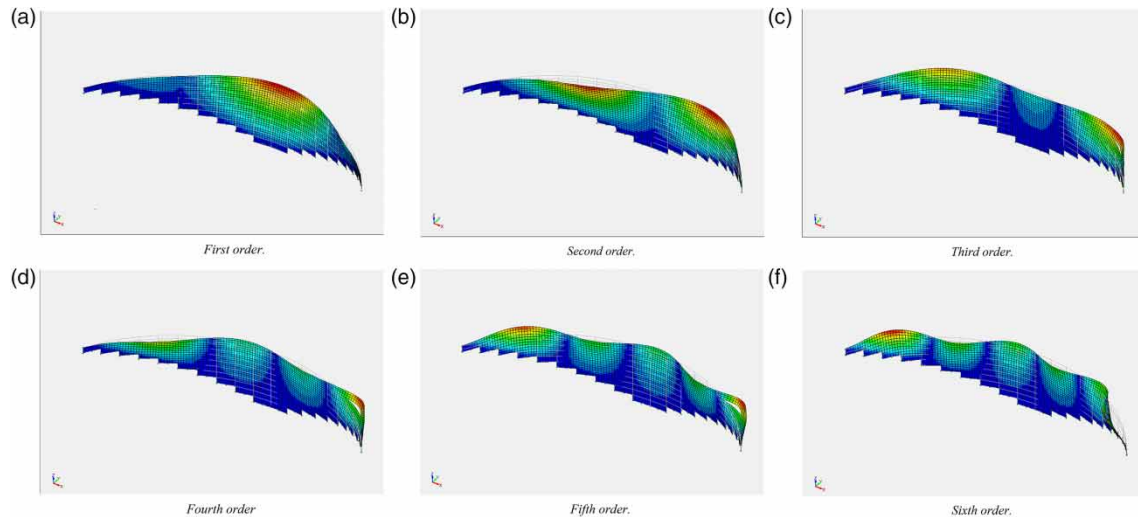 (a)
(b)
(c)
First order.
Second order.
Third order.
(d)
(e)
(f)
Fourth order
Fifth order.
Sixth order.